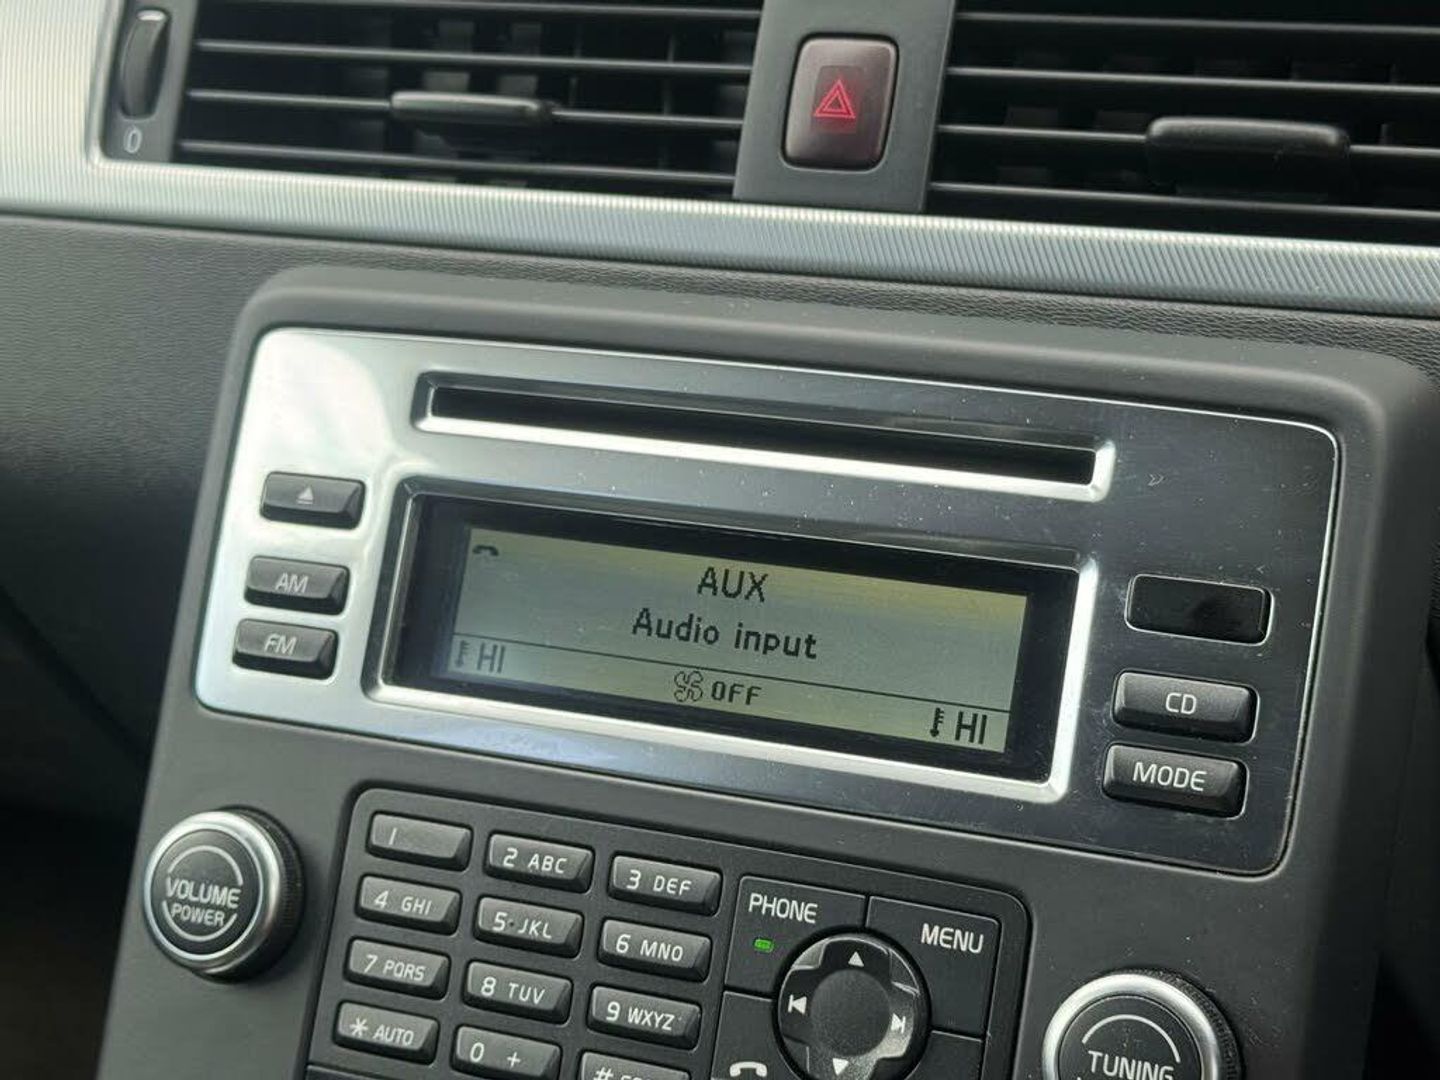 0
AM
FM
AUX
Audio input
HI
OFF
HI
CD
MODE
VOLUME
POWER
1
2 ABC
3 DEF
4 GHI
5 JKL
6 MNO
7 PQRS
8 TUV
9 WXYZ
* AUTO
0 +
#
PHONE
MENU
TUNING